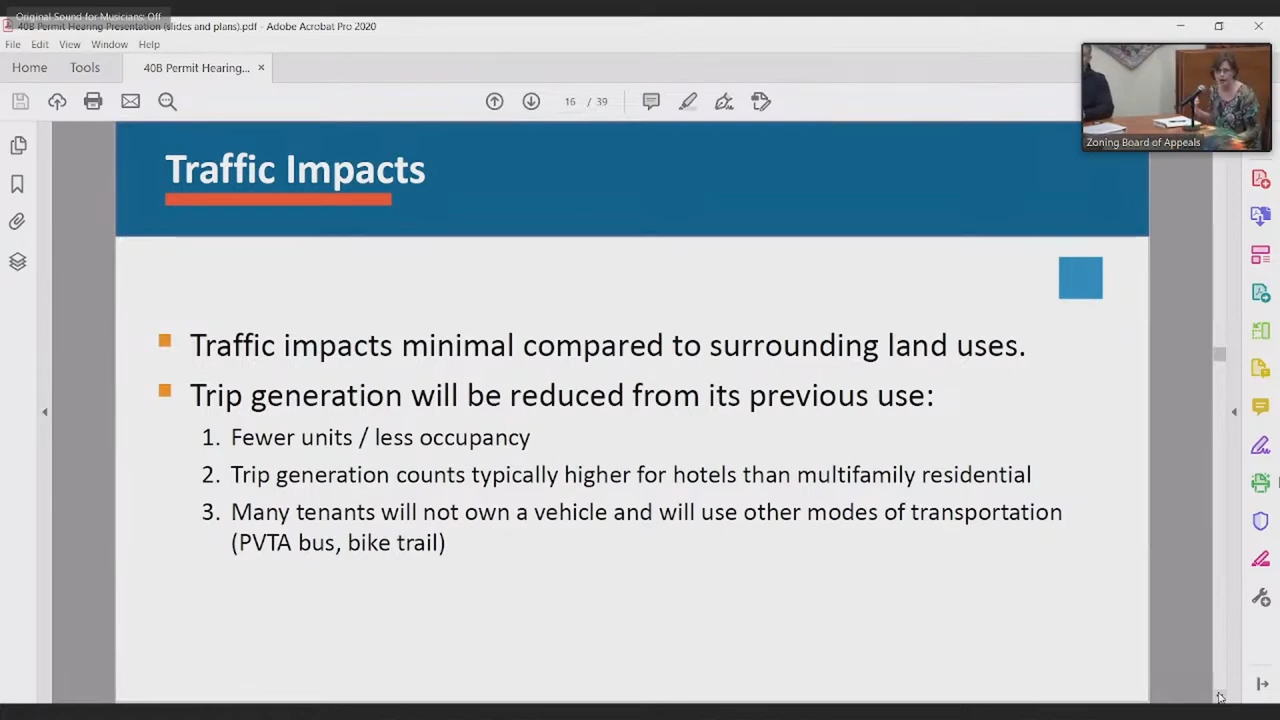 Original Sound for Musicians: Off
40B Permit Hearing Presentation (slides and plans).pdf - Adobe Acrobat Pro 2020
File Edit View Window Help
Home Tools 40B Permit Hearing... ×
16 / 39
Zoning Board of Appeals
Traffic Impacts
Traffic impacts minimal compared to surrounding land uses.
Trip generation will be reduced from its previous use:
1. Fewer units / less occupancy
2. Trip generation counts typically higher for hotels than multifamily residential
3. Many tenants will not own a vehicle and will use other modes of transportation
(PVTA bus, bike trail)